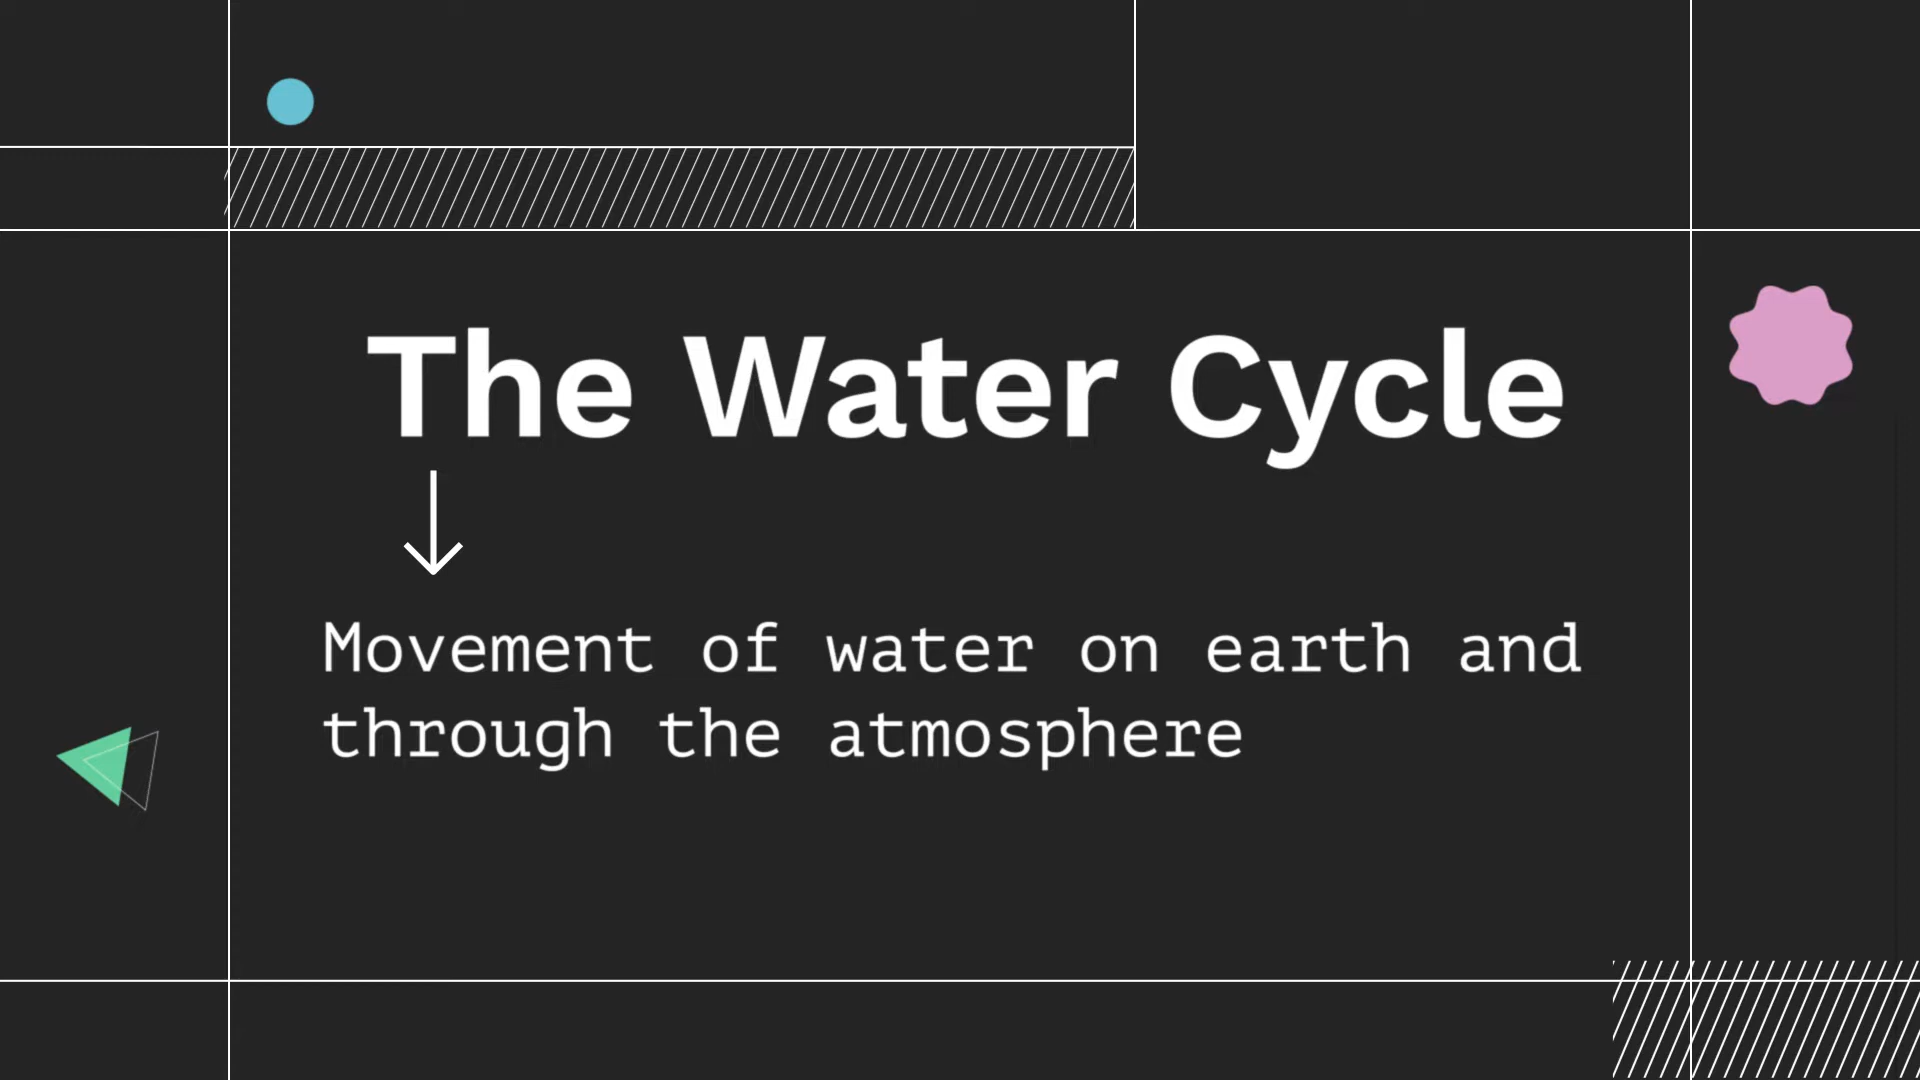 The Water Cycle
Movement of water on earth and
through the atmosphere